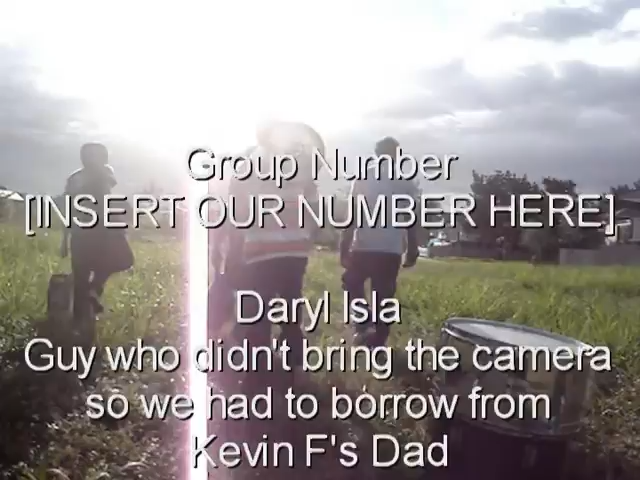 Group Number
[INSERT OUR NUMBER HERE]
Daryl Isla
Guy who didn't bring the camera
so we had to borrow from
Kevin F's Dad